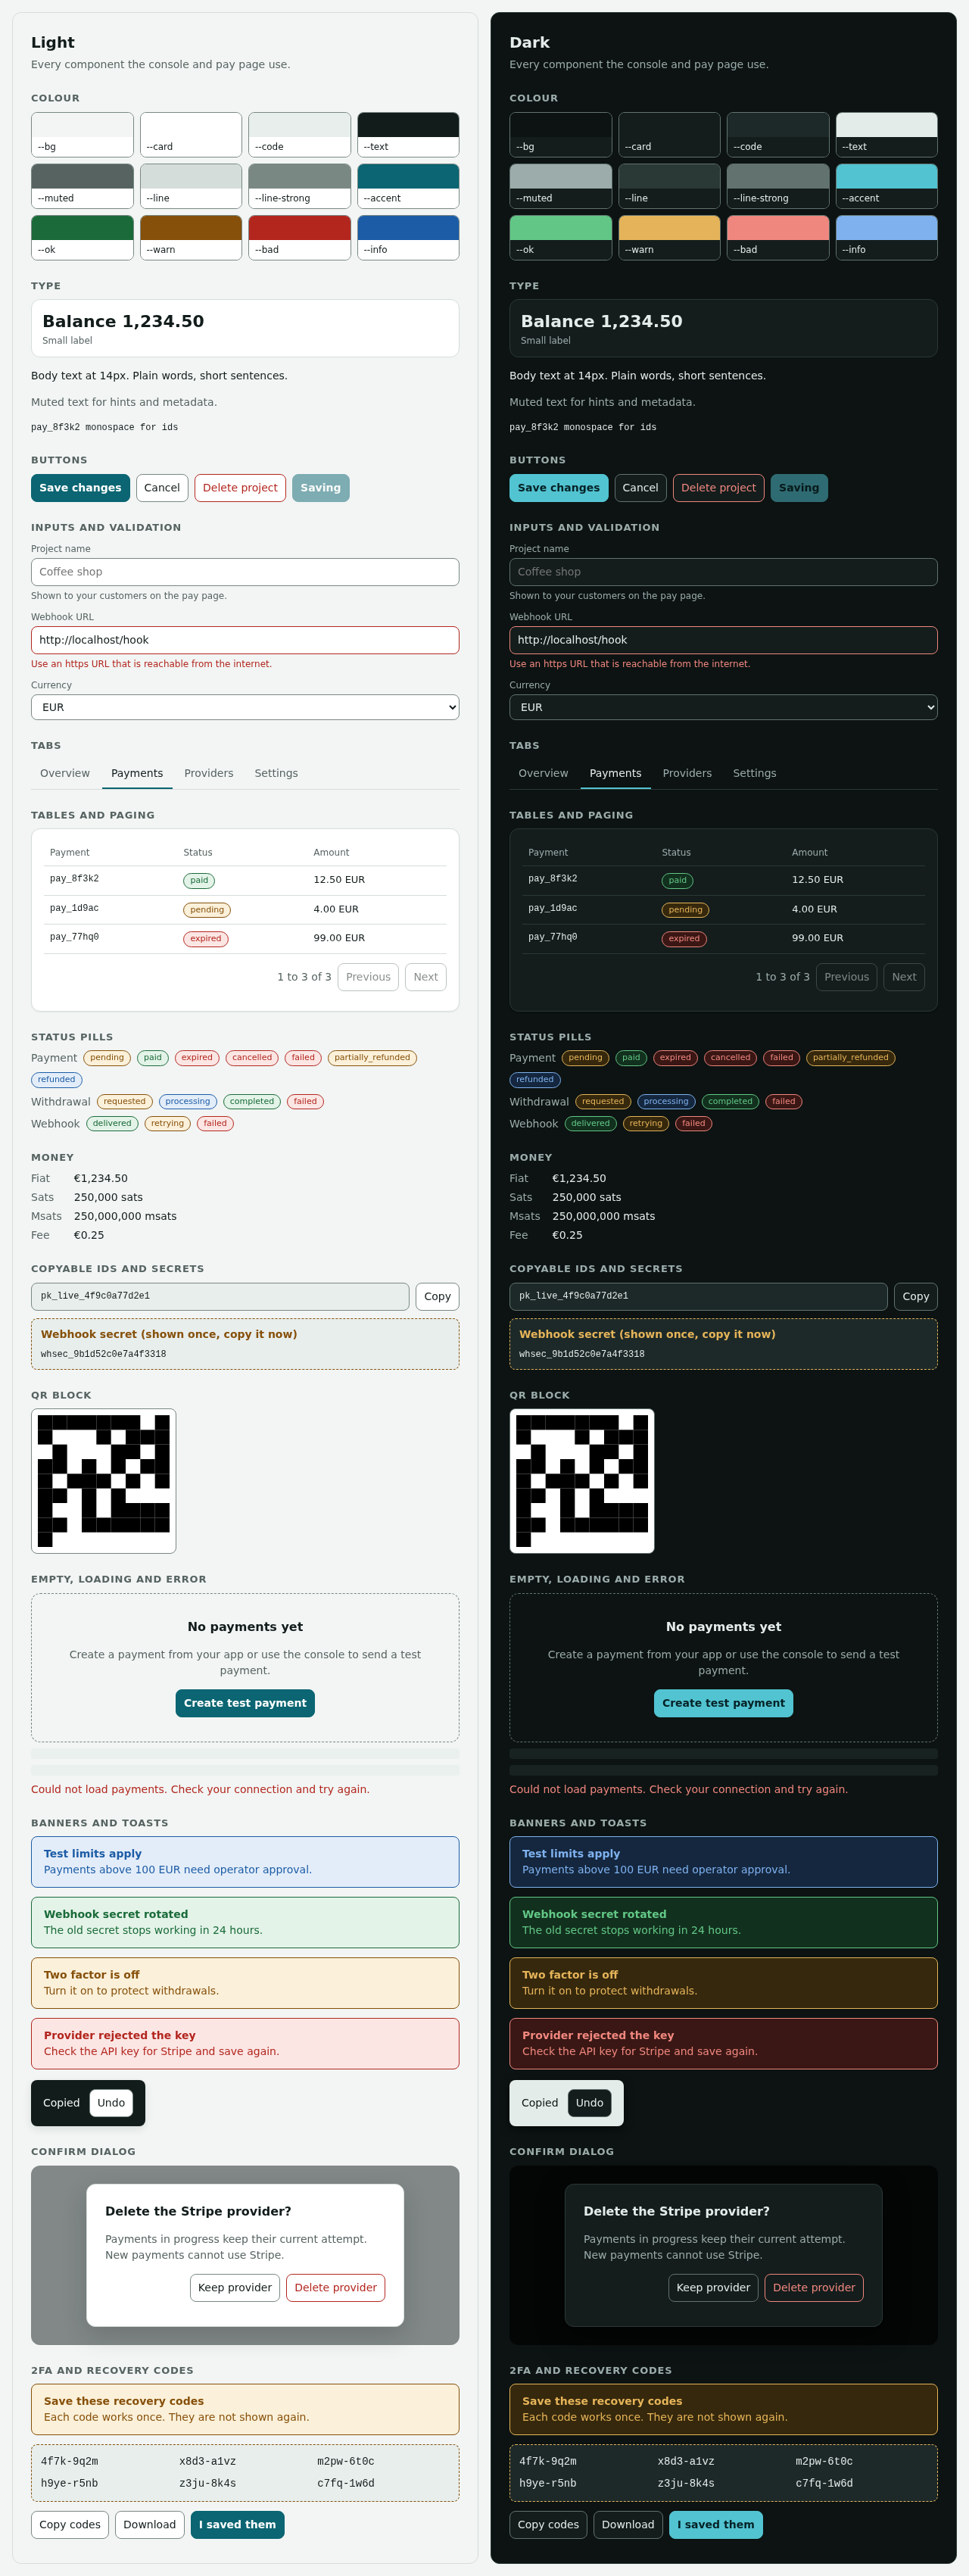 Light
Every component the console and pay page use.
COLOUR
--bg
--card
--code
--text
--muted
--line
--line-strong
--accent
--ok
--warn
--bad
--info
TYPE
Balance 1,234.50
Small label
Body text at 14px. Plain words, short sentences.
Muted text for hints and metadata.
pay_8f3k2 monospace for ids
BUTTONS
Save changes
Cancel
Delete project
Saving
INPUTS AND VALIDATION
Project name
Coffee shop
Shown to your customers on the pay page.
Webhook URL
http://localhost/hook
Use an https URL that is reachable from the internet.
Currency
EUR
TABS
Overview Payments Providers Settings
TABLES AND PAGING
Payment Status Amount
pay_8f3k2 paid 12.50 EUR
pay_1d9ac pending 4.00 EUR
pay_77hq0 expired 99.00 EUR
1 to 3 of 3 Previous Next
STATUS PILLS
Payment pending paid expired cancelled failed partially_refunded
refunded
Withdrawal requested processing completed failed
Webhook delivered retrying failed
MONEY
Fiat €1,234.50
Sats 250,000 sats
Msats 250,000,000 msats
Fee €0.25
COPYABLE IDS AND SECRETS
pk_live_4f9c0a77d2e1 Copy
Webhook secret (shown once, copy it now)
whsec_9b1d52c0e7a4f3318
QR BLOCK
EMPTY, LOADING AND ERROR
No payments yet
Create a payment from your app or use the console to send a test
payment.
Create test payment
Could not load payments. Check your connection and try again.
BANNERS AND TOASTS
Test limits apply
Payments above 100 EUR need operator approval.
Webhook secret rotated
The old secret stops working in 24 hours.
Two factor is off
Turn it on to protect withdrawals.
Provider rejected the key
Check the API key for Stripe and save again.
Copied Undo
CONFIRM DIALOG
Delete the Stripe provider?
Payments in progress keep their current attempt.
New payments cannot use Stripe.
Keep provider Delete provider
2FA AND RECOVERY CODES
Save these recovery codes
Each code works once. They are not shown again.
4f7k-9q2m x8d3-a1vz m2pw-6t0c
h9ye-r5nb z3ju-8k4s c7fq-1w6d
Copy codes Download I saved them
Dark
Every component the console and pay page use.
COLOUR
--bg
--card
--code
--text
--muted
--line
--line-strong
--accent
--ok
--warn
--bad
--info
TYPE
Balance 1,234.50
Small label
Body text at 14px. Plain words, short sentences.
Muted text for hints and metadata.
pay_8f3k2 monospace for ids
BUTTONS
Save changes
Cancel
Delete project
Saving
INPUTS AND VALIDATION
Project name
Coffee shop
Shown to your customers on the pay page.
Webhook URL
http://localhost/hook
Use an https URL that is reachable from the internet.
Currency
EUR
TABS
Overview Payments Providers Settings
TABLES AND PAGING
Payment Status Amount
pay_8f3k2 paid 12.50 EUR
pay_1d9ac pending 4.00 EUR
pay_77hq0 expired 99.00 EUR
1 to 3 of 3 Previous Next
STATUS PILLS
Payment pending paid expired cancelled failed partially_refunded
refunded
Withdrawal requested processing completed failed
Webhook delivered retrying failed
MONEY
Fiat €1,234.50
Sats 250,000 sats
Msats 250,000,000 msats
Fee €0.25
COPYABLE IDS AND SECRETS
pk_live_4f9c0a77d2e1 Copy
Webhook secret (shown once, copy it now)
whsec_9b1d52c0e7a4f3318
QR BLOCK
EMPTY, LOADING AND ERROR
No payments yet
Create a payment from your app or use the console to send a test
payment.
Create test payment
Could not load payments. Check your connection and try again.
BANNERS AND TOASTS
Test limits apply
Payments above 100 EUR need operator approval.
Webhook secret rotated
The old secret stops working in 24 hours.
Two factor is off
Turn it on to protect withdrawals.
Provider rejected the key
Check the API key for Stripe and save again.
Copied Undo
CONFIRM DIALOG
Delete the Stripe provider?
Payments in progress keep their current attempt.
New payments cannot use Stripe.
Keep provider Delete provider
2FA AND RECOVERY CODES
Save these recovery codes
Each code works once. They are not shown again.
4f7k-9q2m x8d3-a1vz m2pw-6t0c
h9ye-r5nb z3ju-8k4s c7fq-1w6d
Copy codes Download I saved them